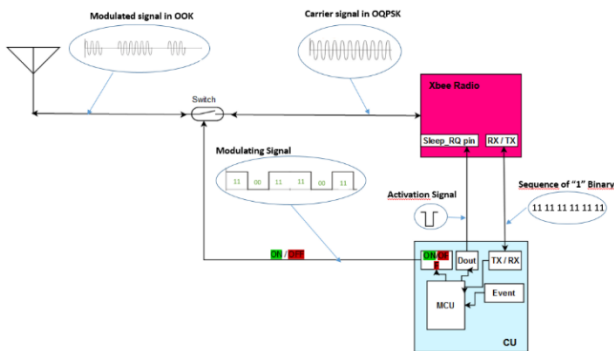 Modulated signal in OOK
Carrier signal in OQPSK
Switch
Xbee Radio
Sleep_RQ pin
RX / TX
Modulating Signal
11 00 11 11 00 11
Activation Signal
Sequence of “1” Binary
11 11 11 11 11 11
ON / OFF
ON/OF
F
Dout
TX / RX
MCU
Event
CU